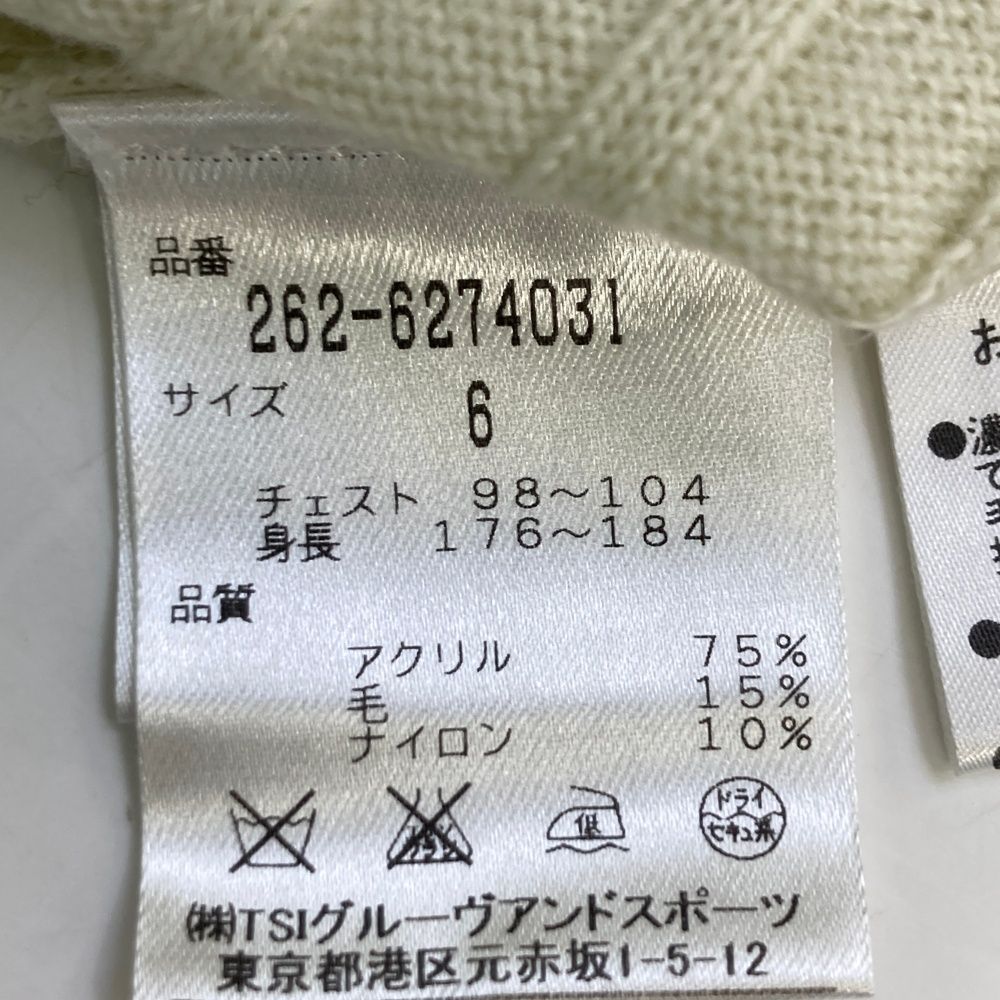 品番
262-6274031
サイズ 6
チェスト 98〜104
身長 176〜184
品質
アクリル 75%
毛 15%
ナイロン 10%
低
ドライ
セキュ系
㈱TSIグルーヴアンドスポーツ
東京都港区元赤坂1-5-12
お
●濃
て